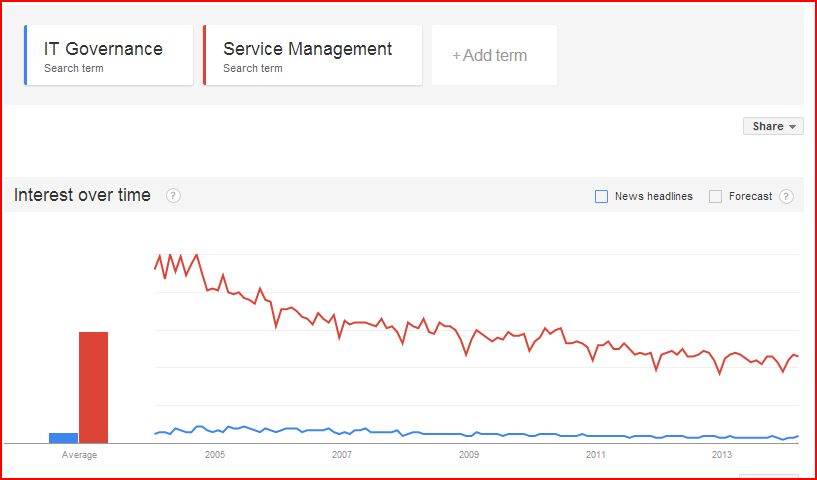 IT Governance
Search term
Service Management
Search term
+Add term
Share
Interest over time ?
News headlines
Forecast ?
Average
2005
2007
2009
2011
2013